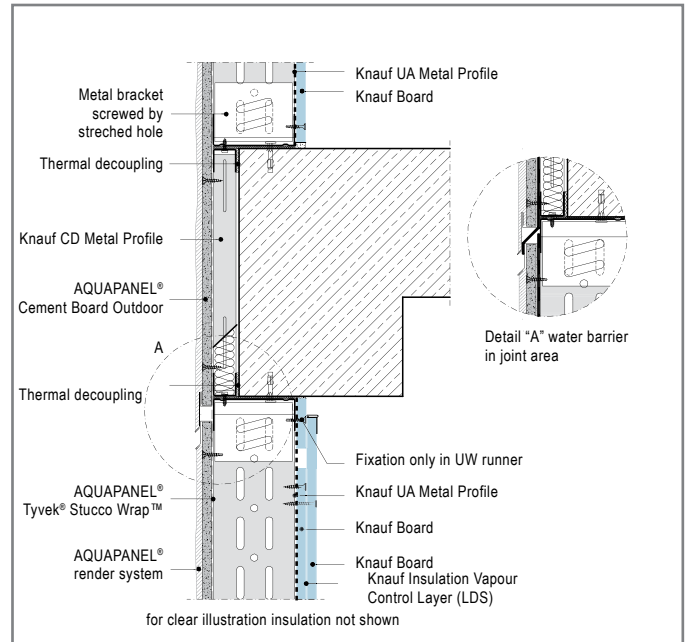 Knauf UA Metal Profile
Knauf Board
Metal bracket
screwed by
streched hole
Thermal decoupling
Knauf CD Metal Profile
AQUAPANEL®
Cement Board Outdoor
A
Thermal decoupling
Detail “A” water barrier
in joint area
Fixation only in UW runner
AQUAPANEL®
Tyvek® Stucco Wrap™
Knauf UA Metal Profile
Knauf Board
AQUAPANEL®
render system
Knauf Board
Knauf Insulation Vapour
Control Layer (LDS)
for clear illustration insulation not shown